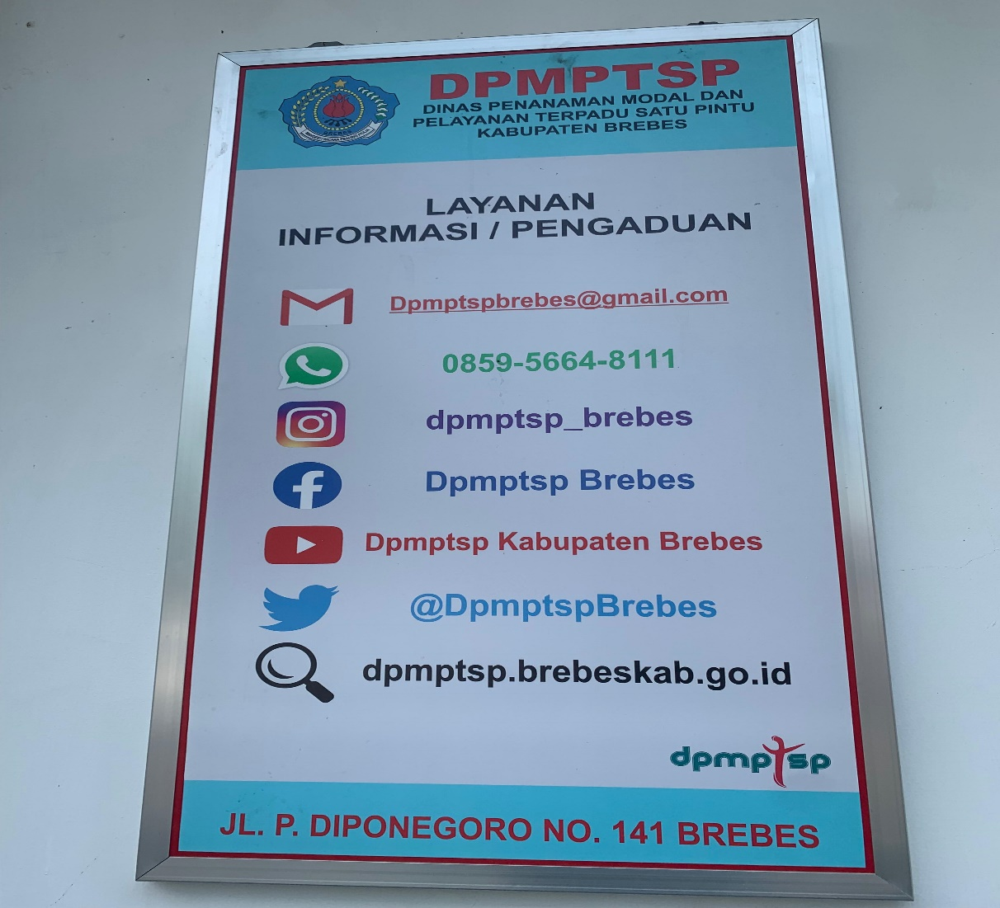 DPMPTSP
DINAS PENANAMAN MODAL DAN
PELAYANAN TERPADU SATU PINTU
KABUPATEN BREBES
BREBES
LAYANAN
INFORMASI / PENGADUAN
Dpmptspbrebes@gmail.com
0859-5664-8111
dpmptsp_brebes
Dpmptsp Brebes
Dpmptsp Kabupaten Brebes
@DpmptspBrebes
dpmptsp.brebeskab.go.id
dpmptsp
JL. P. DIPONEGORO NO. 141 BREBES